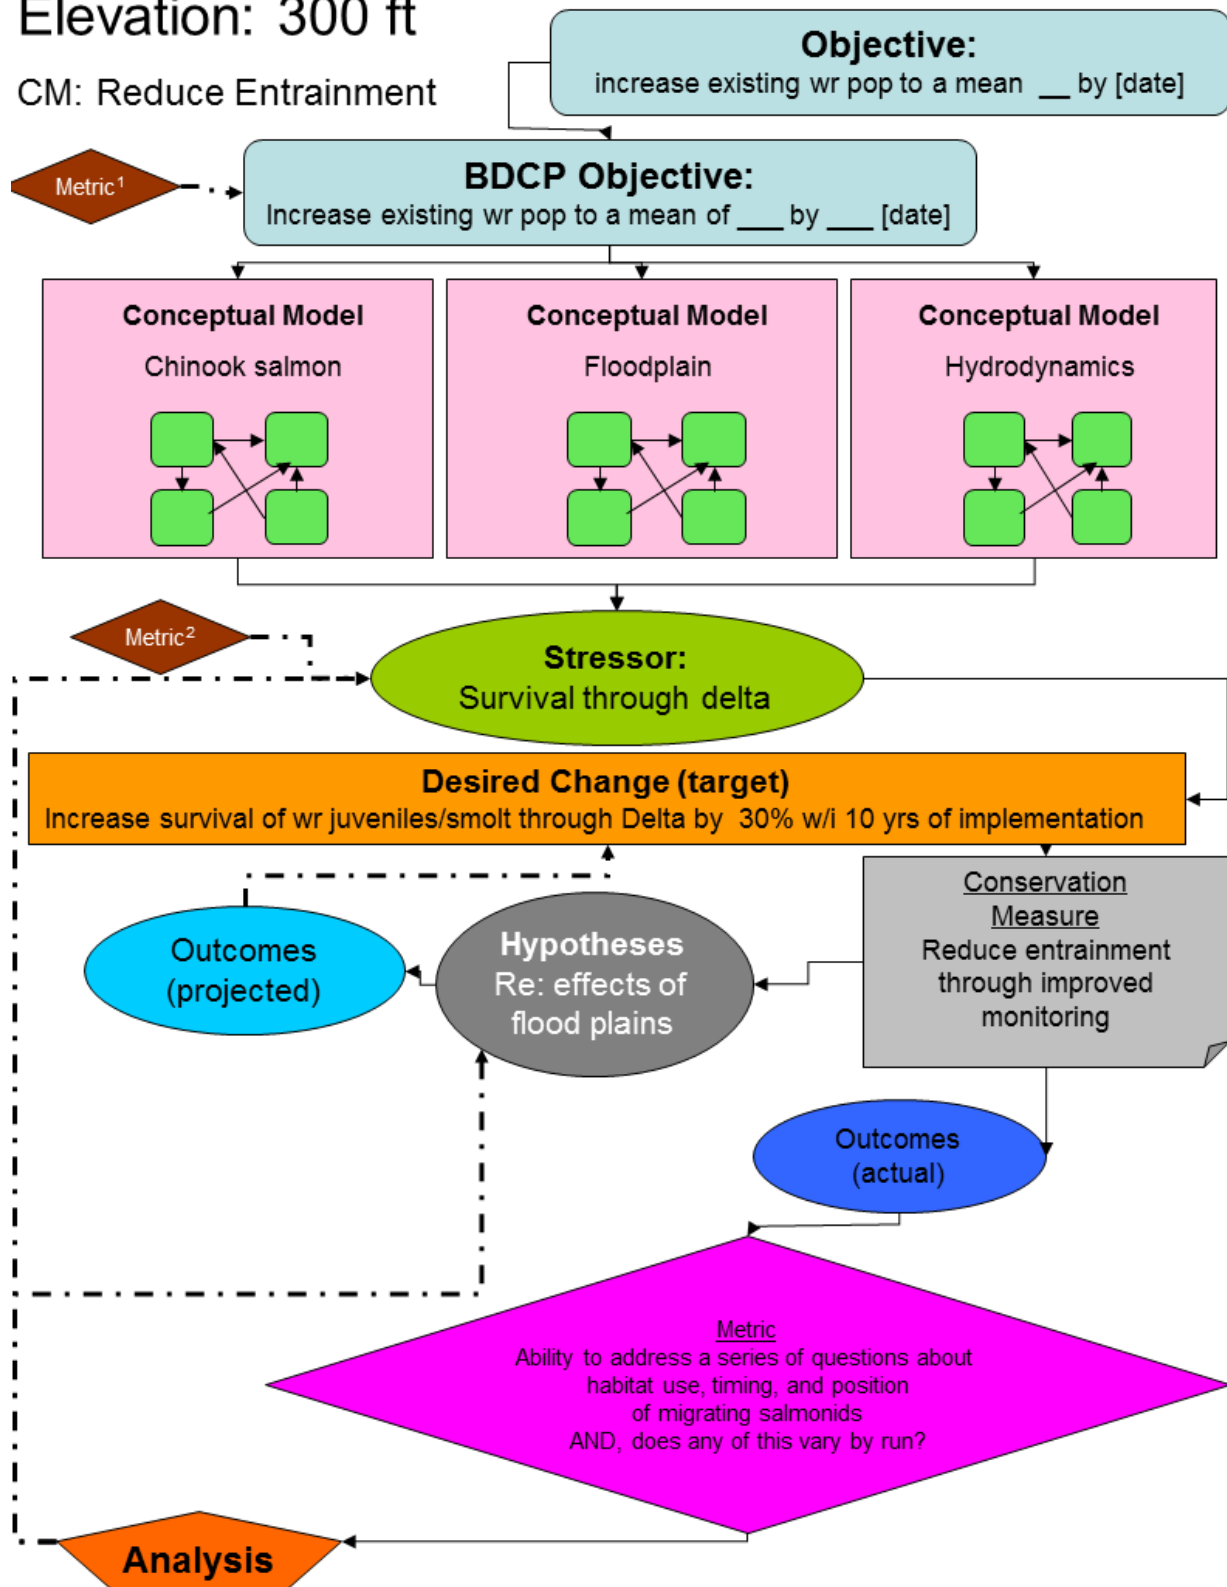 Elevation: 300 ft
CM: Reduce Entrainment
Objective:
increase existing wr pop to a mean __ by [date]
Metric¹
BDCP Objective:
Increase existing wr pop to a mean of ___ by ___ [date]
Conceptual Model
Chinook salmon
Conceptual Model
Floodplain
Conceptual Model
Hydrodynamics
Metric²
Stressor:
Survival through delta
Desired Change (target)
Increase survival of wr juveniles/smolt through Delta by 30% w/i 10 yrs of implementation
Conservation
Measure
Reduce entrainment
through improved
monitoring
Hypotheses
Re: effects of
flood plains
Outcomes
(projected)
Outcomes
(actual)
Metric
Ability to address a series of questions about
habitat use, timing, and position
of migrating salmonids
AND, does any of this vary by run?
Analysis